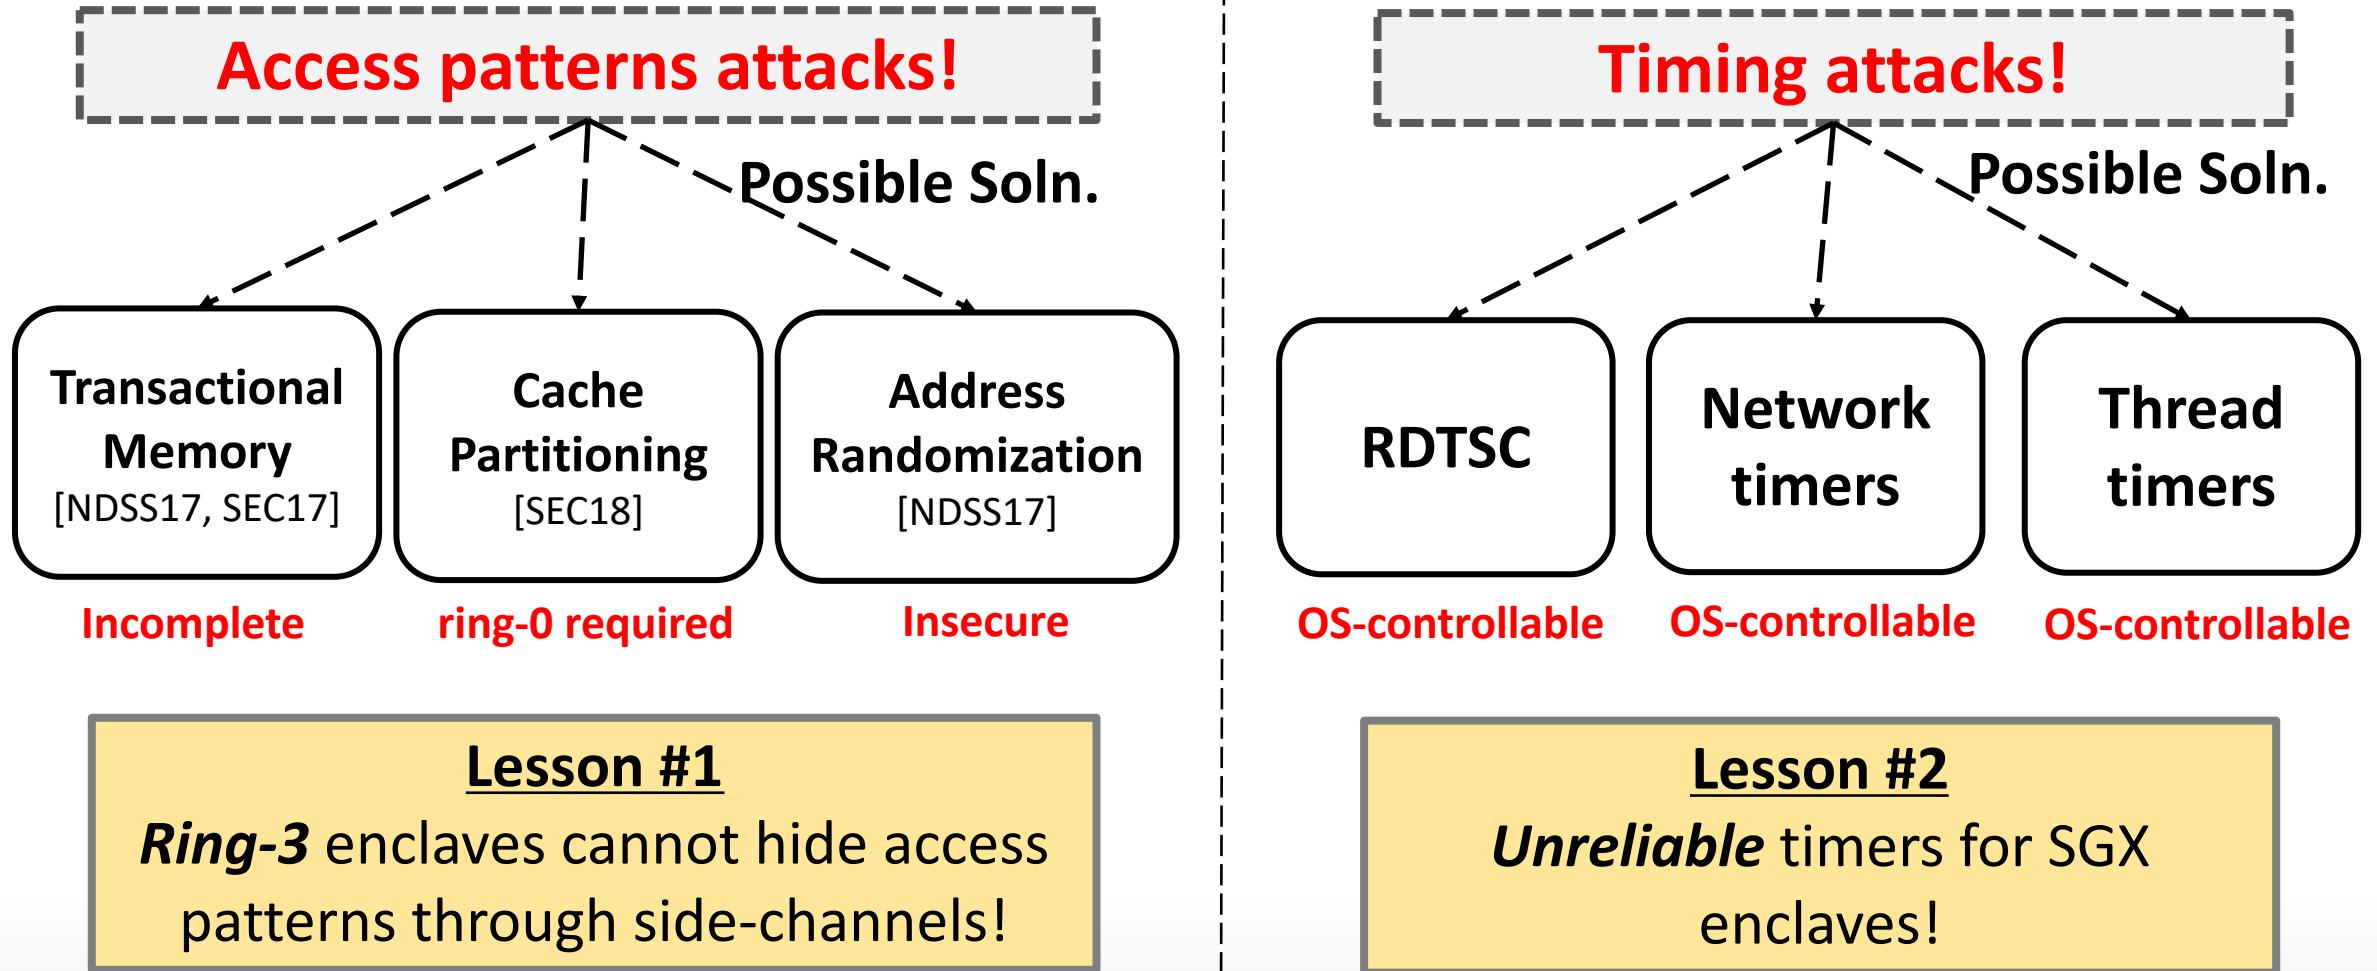 Access patterns attacks!
Possible Soln.
Transactional
Memory
[NDSS17, SEC17]
Incomplete
Cache
Partitioning
[SEC18]
ring-0 required
Address
Randomization
[NDSS17]
Insecure
Lesson #1
Ring-3 enclaves cannot hide access
patterns through side-channels!
Timing attacks!
Possible Soln.
RDTSC
OS-controllable
Network
timers
OS-controllable
Thread
timers
OS-controllable
Lesson #2
Unreliable timers for SGX
enclaves!